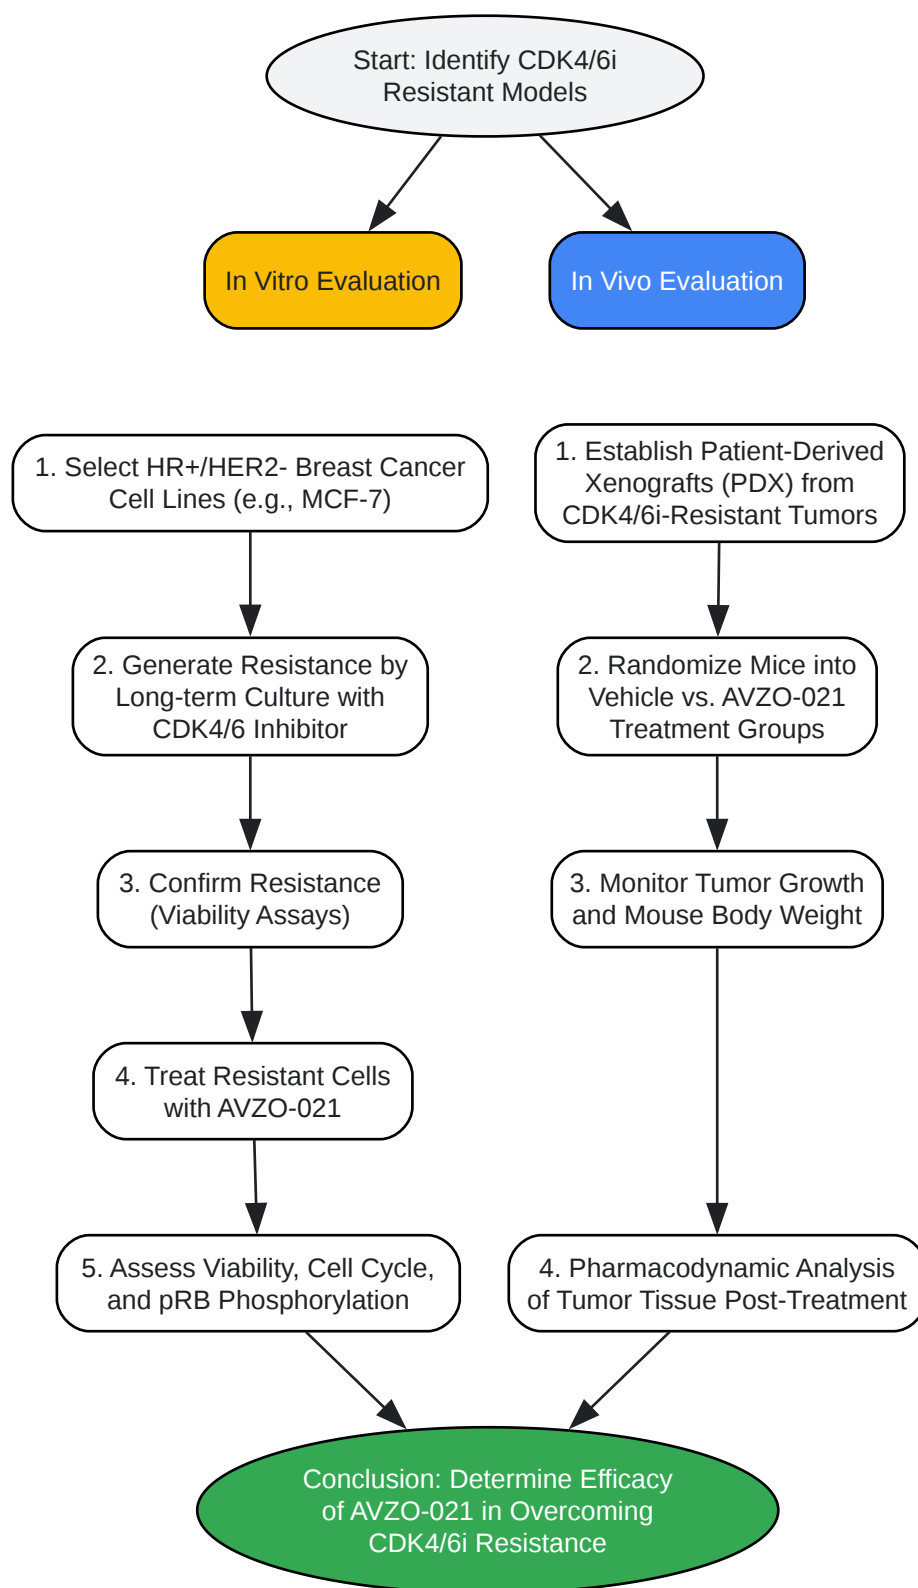 Start: Identify CDK4/6i
Resistant Models
In Vitro Evaluation
In Vivo Evaluation
1. Select HR+/HER2- Breast Cancer
Cell Lines (e.g., MCF-7)
2. Generate Resistance by
Long-term Culture with
CDK4/6 Inhibitor
3. Confirm Resistance
(Viability Assays)
4. Treat Resistant Cells
with AVZO-021
5. Assess Viability, Cell Cycle,
and pRB Phosphorylation
1. Establish Patient-Derived
Xenografts (PDX) from
CDK4/6i-Resistant Tumors
2. Randomize Mice into
Vehicle vs. AVZO-021
Treatment Groups
3. Monitor Tumor Growth
and Mouse Body Weight
4. Pharmacodynamic Analysis
of Tumor Tissue Post-Treatment
Conclusion: Determine Efficacy
of AVZO-021 in Overcoming
CDK4/6i Resistance